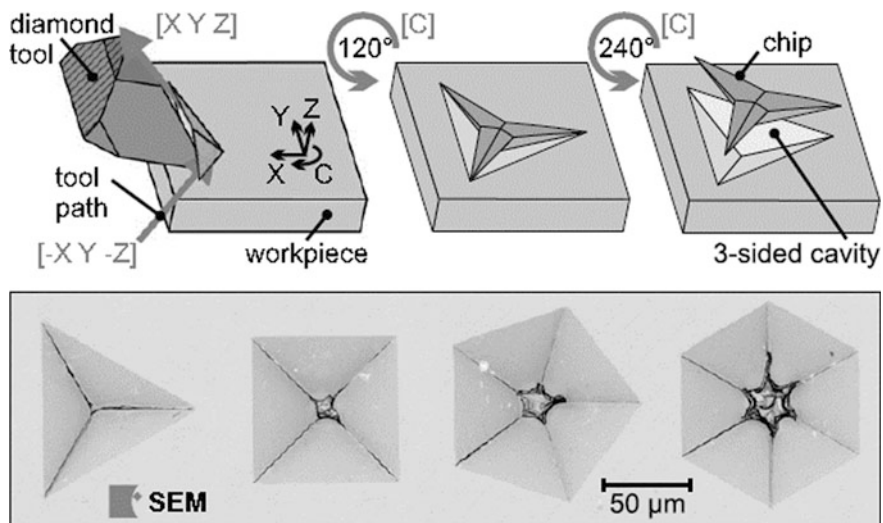 diamond
tool
[X Y Z]
120°
[C]
240°
[C]
chip
Y
Z
X
C
tool
path
[-X Y -Z]
workpiece
3-sided cavity
SEM
50 µm